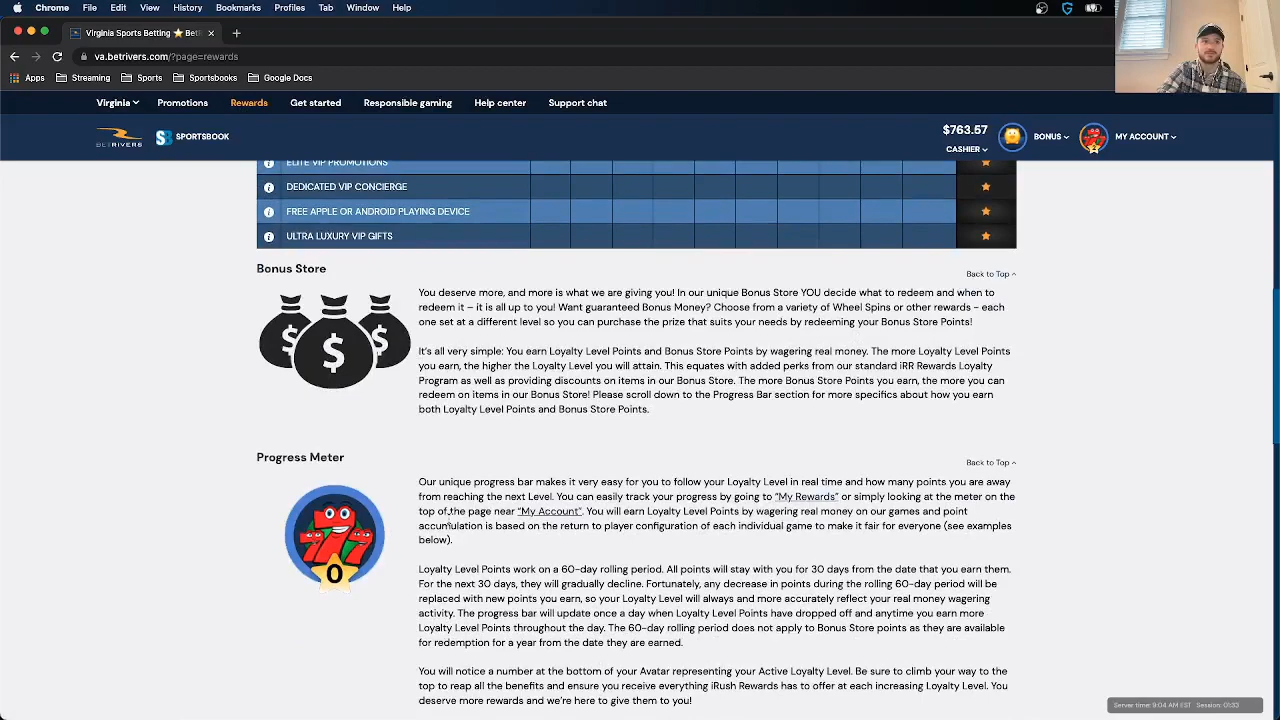 Chrome File Edit View History Bookmarks Profiles Tab Window Help
Virginia Sports Betting
va.betrivers.com/?page=rewards
Apps Streaming Sports Sportsbooks Google Docs
Virginia Promotions Rewards Get started Responsible gaming Help center Support chat
BETRIVERS SPORTSBOOK $763.57 CASHIER BONUS MY ACCOUNT
ELITE VIP PROMOTIONS
DEDICATED VIP CONCIERGE
FREE APPLE OR ANDROID PLAYING DEVICE
ULTRA LUXURY VIP GIFTS
Bonus Store
Back to Top
You deserve more, and more is what we are giving you! In our unique Bonus Store YOU decide what to redeem and when to
redeem it – it is all up to you! Want guaranteed Bonus Money? Choose from a variety of Wheel Spins or other rewards - each
one set at a different level so you can purchase the prize that suits your needs by redeeming your Bonus Store Points!
It's all very simple: You earn Loyalty Level Points and Bonus Store Points by wagering real money. The more Loyalty Level Points
you earn, the higher the Loyalty Level you will attain. This equates with added perks from our standard iRR Rewards Loyalty
Program as well as providing discounts on items in our Bonus Store. The more Bonus Store Points you earn, the more you can
redeem on items in our Bonus Store! Please scroll down to the Progress Bar section for more specifics about how you earn
both Loyalty Level Points and Bonus Store Points.
Progress Meter
Back to Top
Our unique progress bar makes it very easy for you to follow your Loyalty Level in real time and how many points you are away
from reaching the next Level. You can easily track your progress by going to "My Rewards" or simply looking at the meter on the
top of the page near "My Account". You will earn Loyalty Level Points by wagering real money on our games and point
accumulation is based on the return to player configuration of each individual game to make it fair for everyone (see examples
below).
0
Loyalty Level Points work on a 60-day rolling period. All points will stay with you for 30 days from the date that you earn them.
For the next 30 days, they will gradually decline. Fortunately, any decrease in points during the rolling 60-day period will be
replaced with new points you earn, so your Loyalty Level will always and more accurately reflect your real money wagering
activity. The progress bar will update once a day when Loyalty Level Points have dropped off and anytime you earn more
Loyalty Level Points throughout the day. The 60-day rolling period does not apply to Bonus Store points as they are available
for redemption for a year from the date they are earned.
You will notice a number at the bottom of your Avatar representing your Active Loyalty Level. Be sure to climb your way to the
top to reap all the benefits and ensure you receive everything iRush Rewards has to offer at each increasing Loyalty Level. You
deserve rewards and we're here to give them to you!
Server time: 9:04 AM EST Session: 01:33